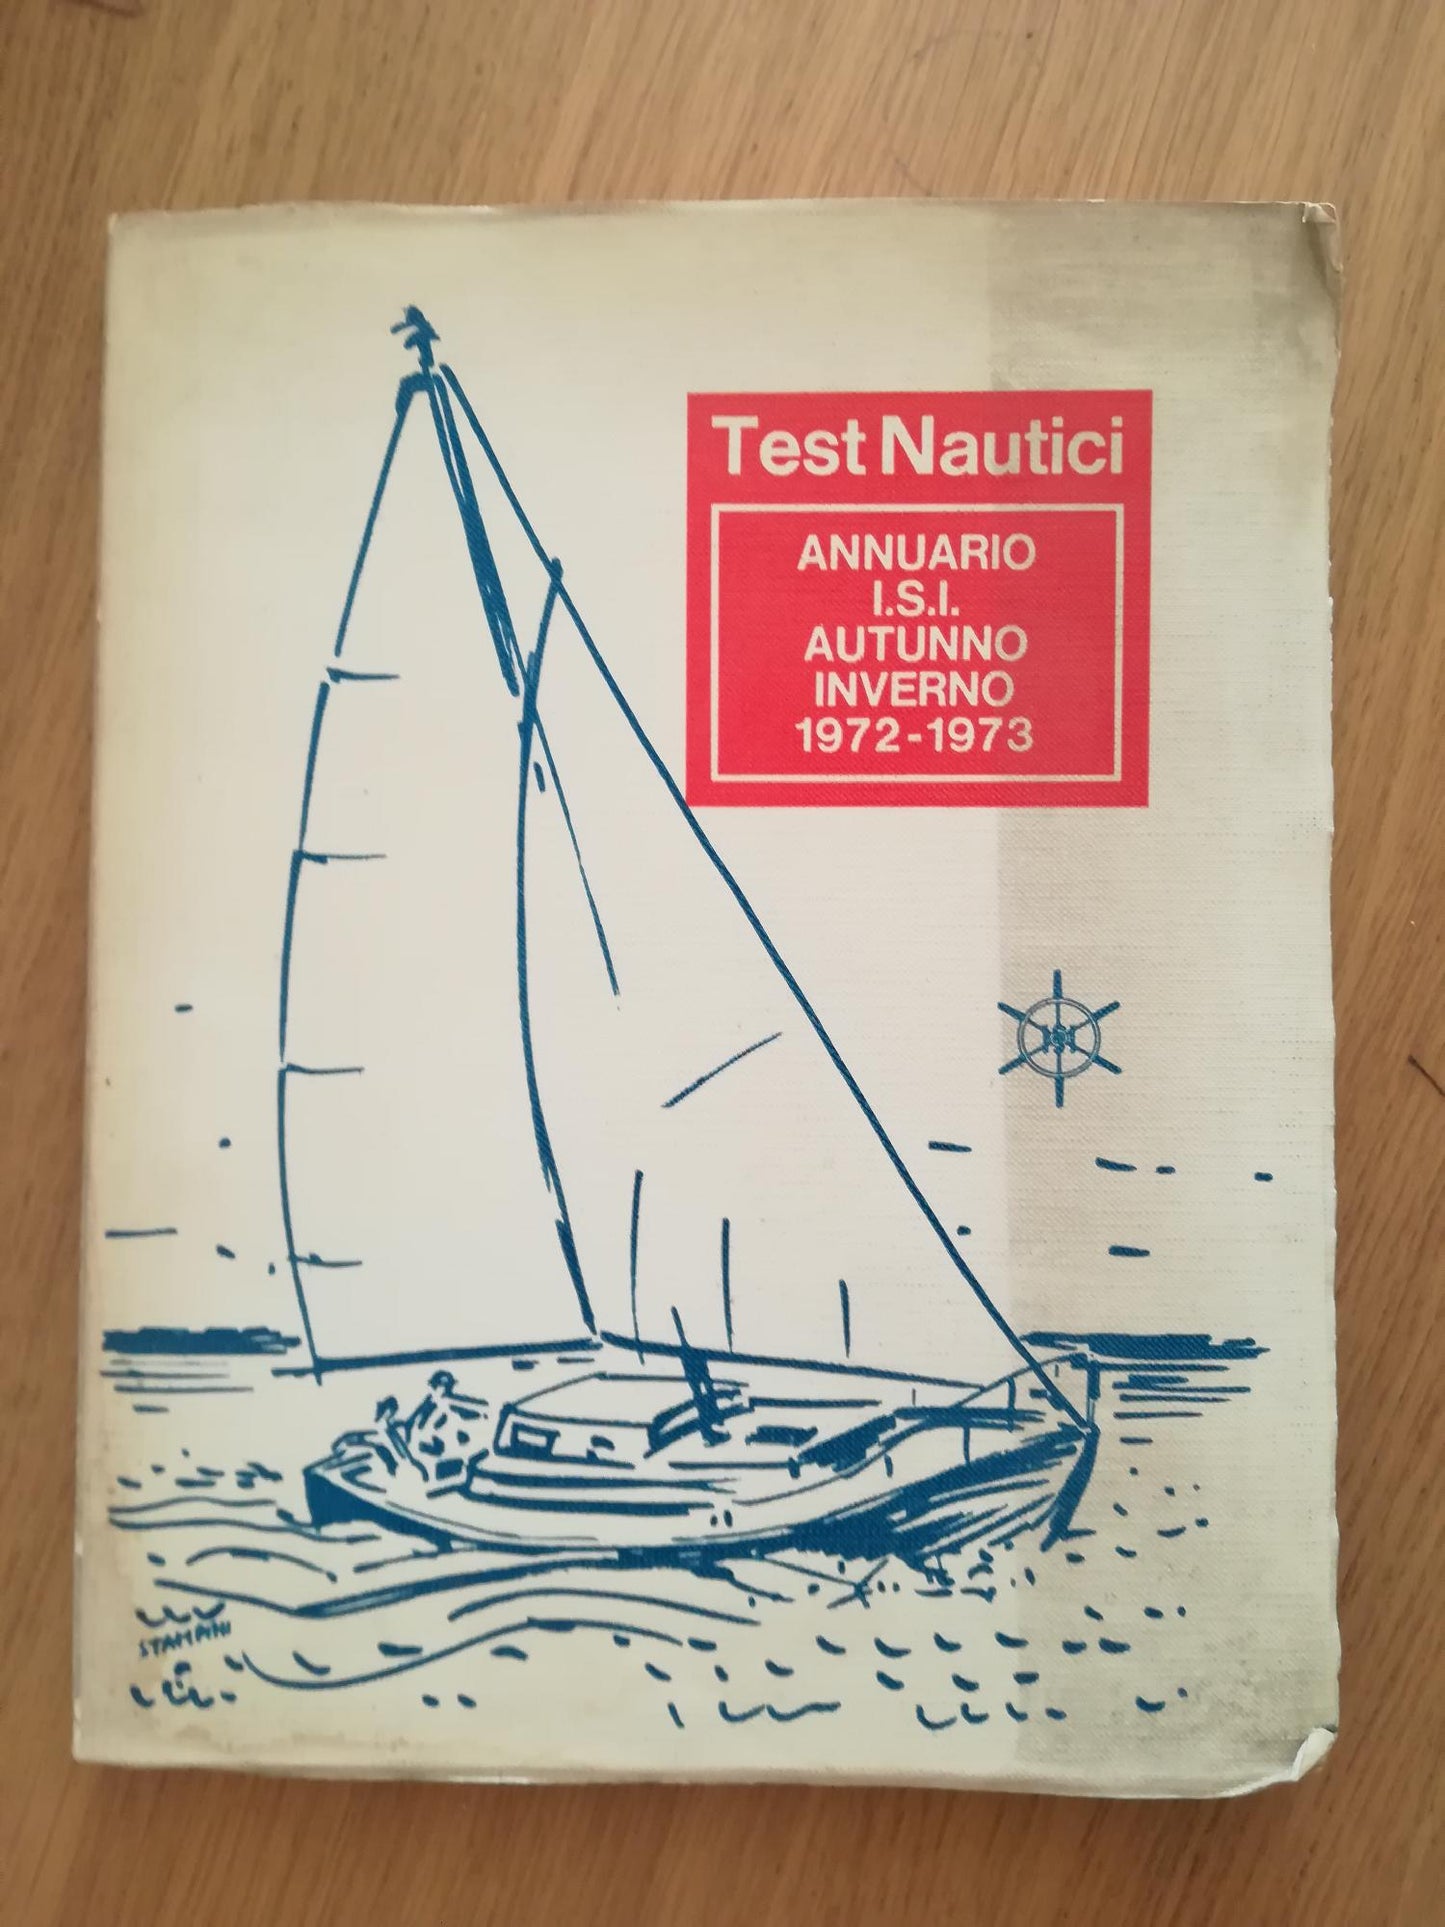 Test Nautici
ANNUARIO
I.S.I.
AUTUNNO
INVERNO
1972-1973
STAMPINI